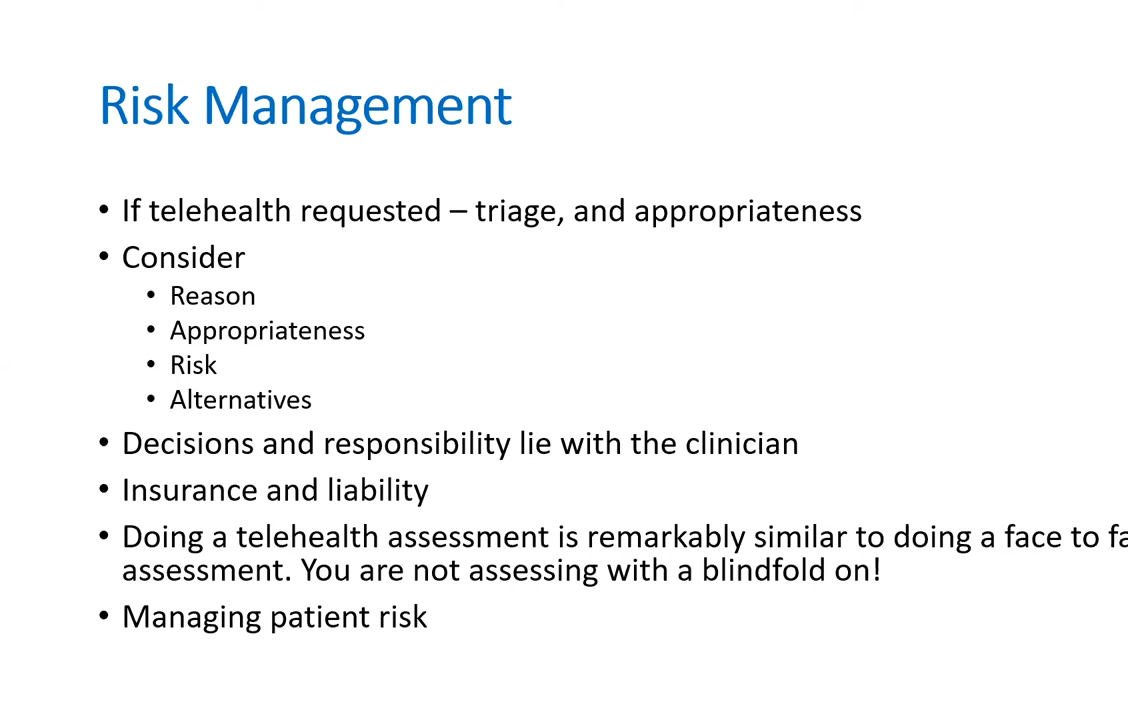 Risk Management
• If telehealth requested – triage, and appropriateness
• Consider
• Reason
• Appropriateness
• Risk
• Alternatives
• Decisions and responsibility lie with the clinician
• Insurance and liability
• Doing a telehealth assessment is remarkably similar to doing a face to fa
assessment. You are not assessing with a blindfold on!
• Managing patient risk